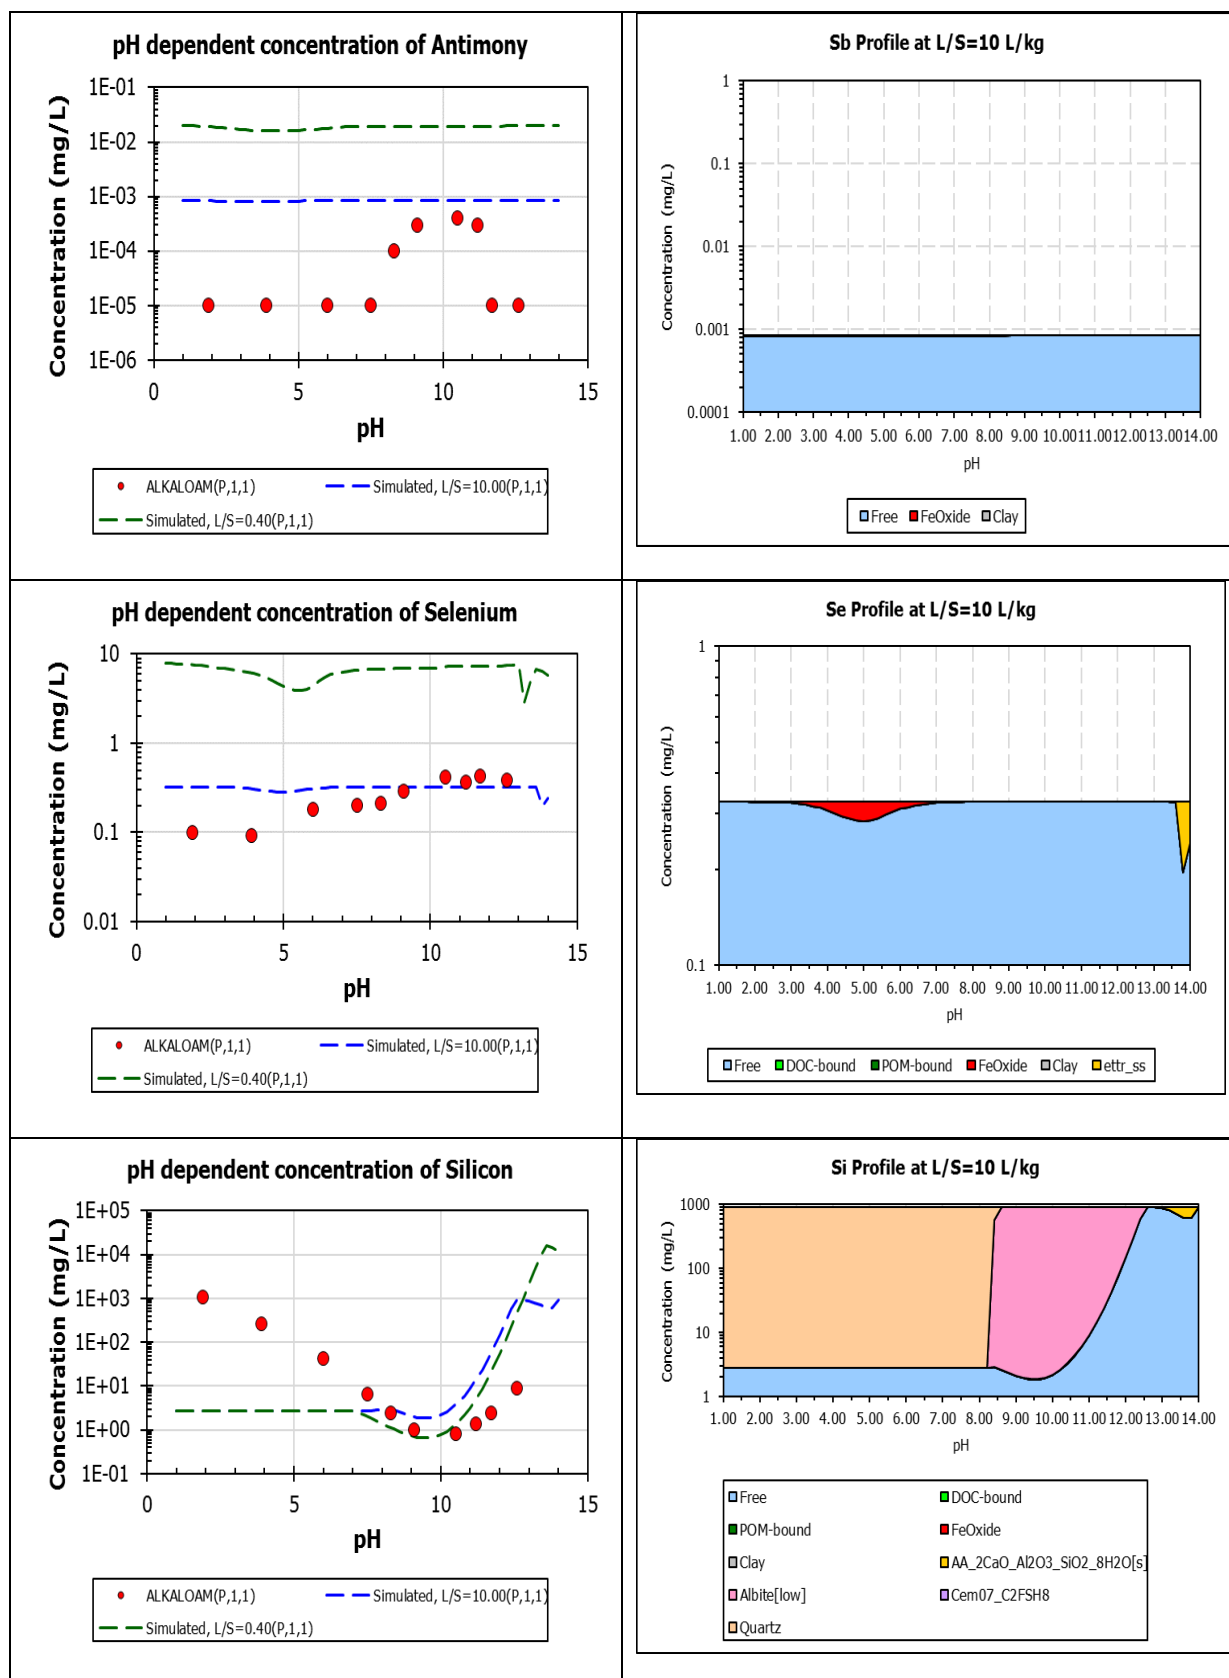 pH dependent concentration of Antimony
Concentration (mg/L)
1E-01
1E-02
1E-03
1E-04
1E-05
1E-06
0 5 10 15
pH
ALKALOAM(P,1,1) Simulated, L/S=10.00(P,1,1)
Simulated, L/S=0.40(P,1,1)
Sb Profile at L/S=10 L/kg
Concentration (mg/L)
1
0.1
0.01
0.001
0.0001
1.00 2.00 3.00 4.00 5.00 6.00 7.00 8.00 9.00 10.00 11.00 12.00 13.00 14.00
pH
Free FeOxide Clay
pH dependent concentration of Selenium
Concentration (mg/L)
10
1
0.1
0.01
0 5 10 15
pH
ALKALOAM(P,1,1) Simulated, L/S=10.00(P,1,1)
Simulated, L/S=0.40(P,1,1)
Se Profile at L/S=10 L/kg
Concentration (mg/L)
1
0.1
1.00 2.00 3.00 4.00 5.00 6.00 7.00 8.00 9.00 10.00 11.00 12.00 13.00 14.00
pH
Free DOC-bound POM-bound FeOxide Clay ettr_ss
pH dependent concentration of Silicon
Concentration (mg/L)
1E+05
1E+04
1E+03
1E+02
1E+01
1E+00
1E-01
0 5 10 15
pH
ALKALOAM(P,1,1) Simulated, L/S=10.00(P,1,1)
Simulated, L/S=0.40(P,1,1)
Si Profile at L/S=10 L/kg
Concentration (mg/L)
1000
100
10
1
1.00 2.00 3.00 4.00 5.00 6.00 7.00 8.00 9.00 10.00 11.00 12.00 13.00 14.00
pH
Free DOC-bound
POM-bound FeOxide
Clay AA_2CaO_Al2O3_SiO2_8H2O[s]
Albite[low] Cem07_C2FSH8
Quartz